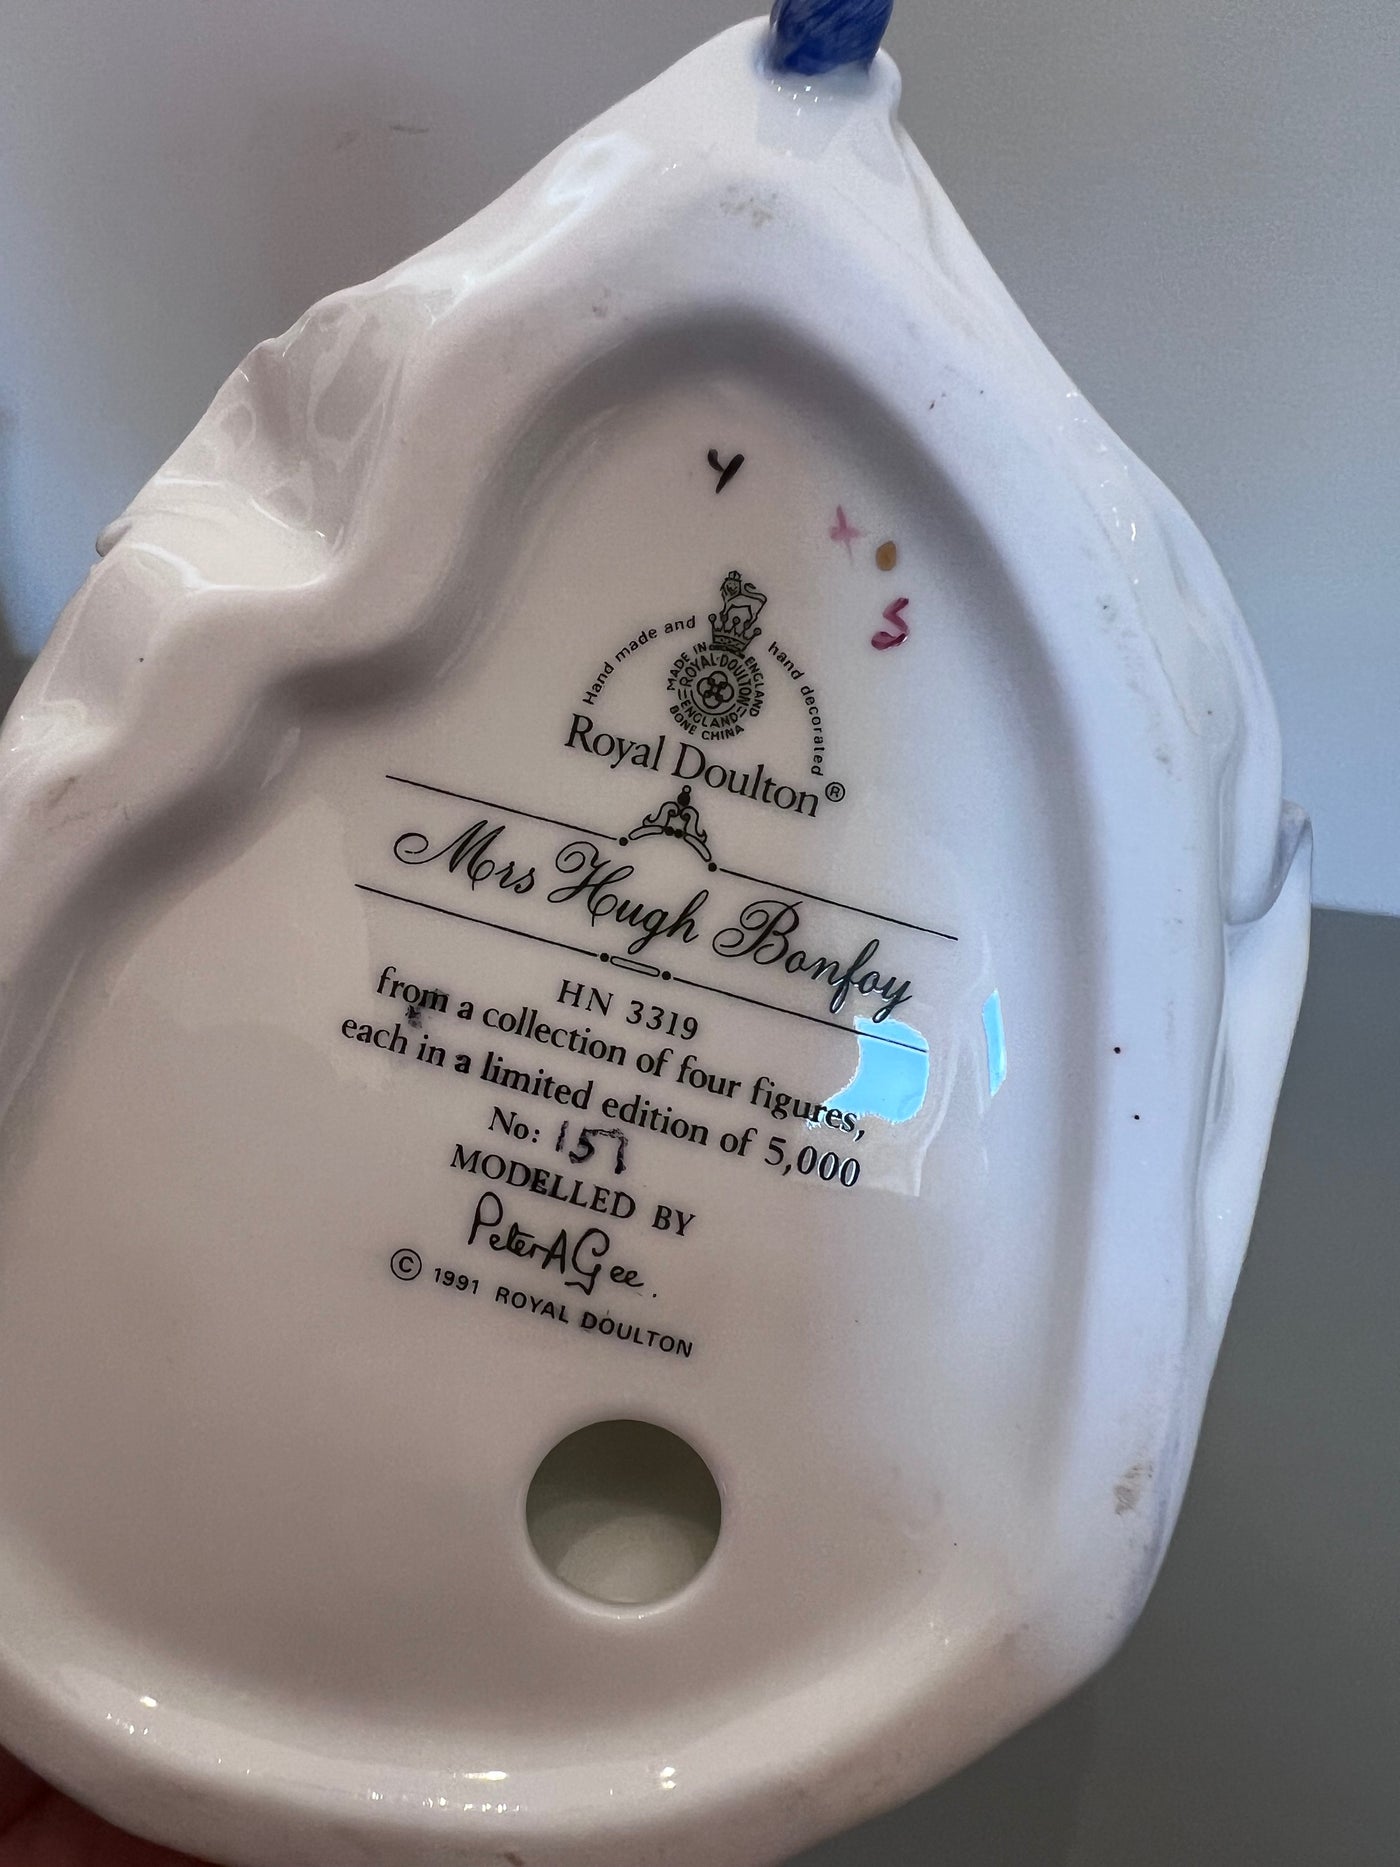 Y
S
Hand made and hand decorated
MADE IN ENGLAND
ROYAL·DOULTON
ENGLAND
BONE CHINA
Royal Doulton®
Mrs Hugh Bonfoy
HN 3319
from a collection of four figures,
each in a limited edition of 5,000
No: 157
MODELLED BY
Peter A Gee.
© 1991 ROYAL DOULTON